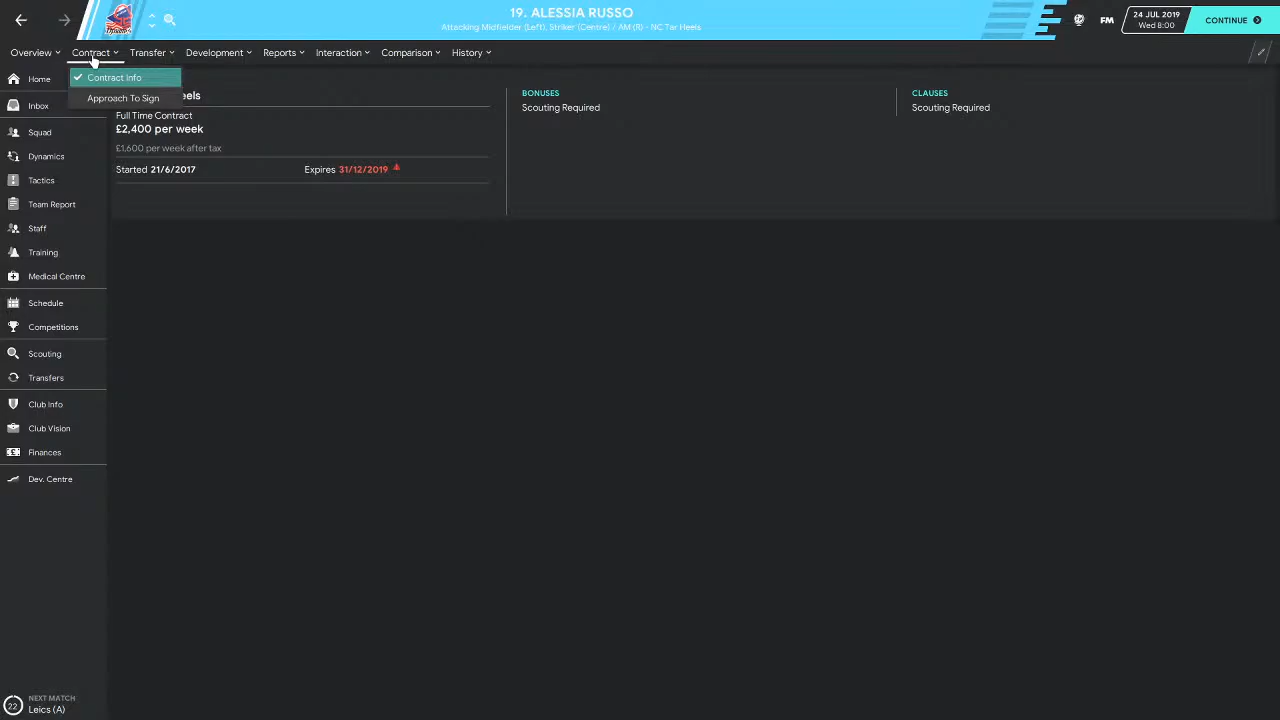 19. ALESSIA RUSSO
Attacking Midfielder (Left), Striker (Centre) / AM (R) - NC Tar Heels
FM
24 JUL 2019
Wed 8:00
CONTINUE
Overview
Contract
Transfer
Development
Reports
Interaction
Comparison
History
Contract Info
Approach To Sign
Home
Inbox
Squad
Dynamics
Tactics
Team Report
Staff
Training
Medical Centre
Schedule
Competitions
Scouting
Transfers
Club Info
Club Vision
Finances
Dev. Centre
NEXT MATCH
22
Leics (A)
eels
Full Time Contract
£2,400 per week
£1,600 per week after tax
Started 21/6/2017
Expires 31/12/2019
BONUSES
Scouting Required
CLAUSES
Scouting Required